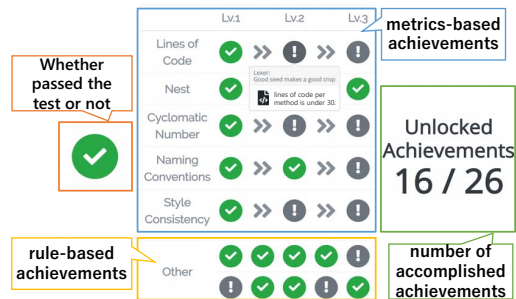 Lv.1 Lv.2 Lv.3
metrics-based
achievements
Lines of
Code
Whether
passed the
test or not
Lexer:
Good seed makes a good crop
Nest
lines of code per
method is under 30.
Cyclomatic
Number
Unlocked
Achievements
16 / 26
Naming
Conventions
Style
Consistency
rule-based
achievements
Other
number of
accomplished
achievements